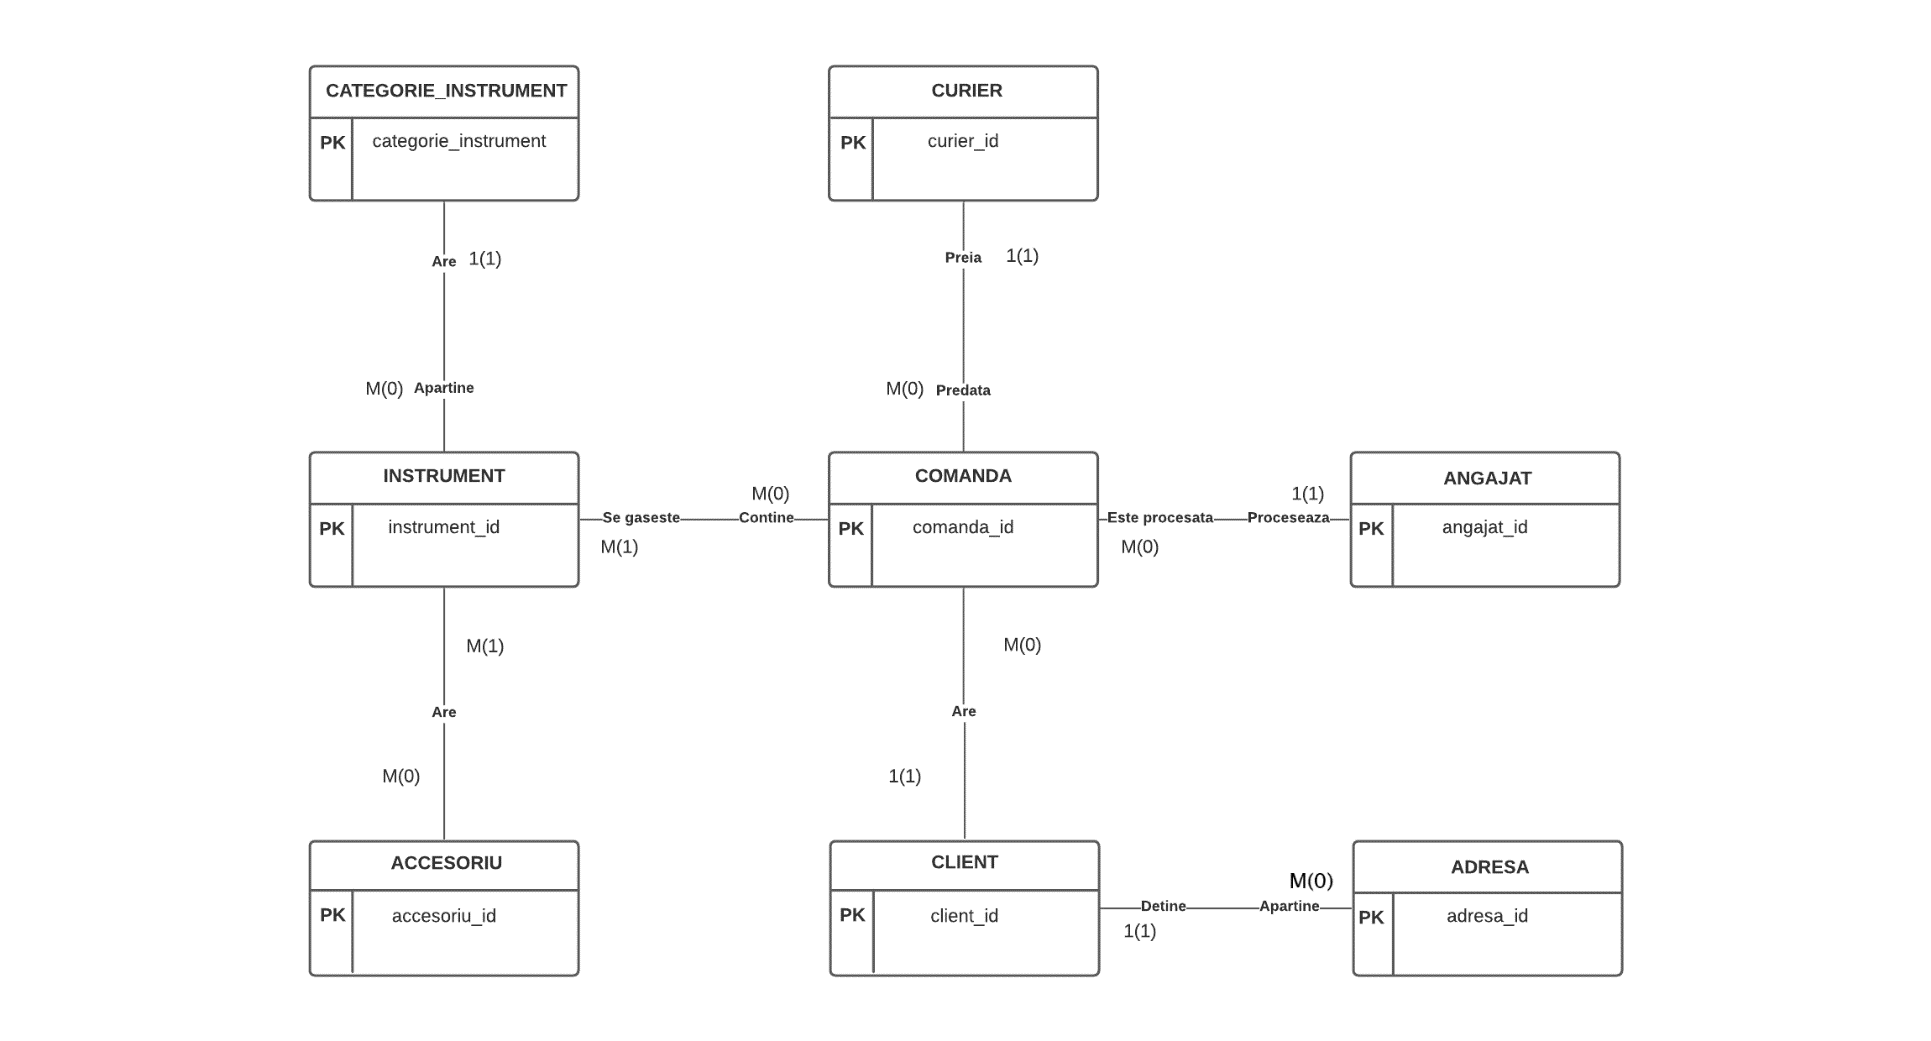 CATEGORIE_INSTRUMENT
PK categorie_instrument
CURIER
PK curier_id
Are 1(1)
Preia 1(1)
M(0) Apartine
M(0) Predata
INSTRUMENT
PK instrument_id
Se gaseste
M(1)
M(0)
Contine
COMANDA
PK comanda_id
Este procesata
M(0)
1(1)
Proceseaza
ANGAJAT
PK angajat_id
M(1)
Are
M(0)
M(0)
Are
1(1)
ACCESORIU
PK accesoriu_id
CLIENT
PK client_id
Detine
1(1)
M(0)
Apartine
ADRESA
PK adresa_id